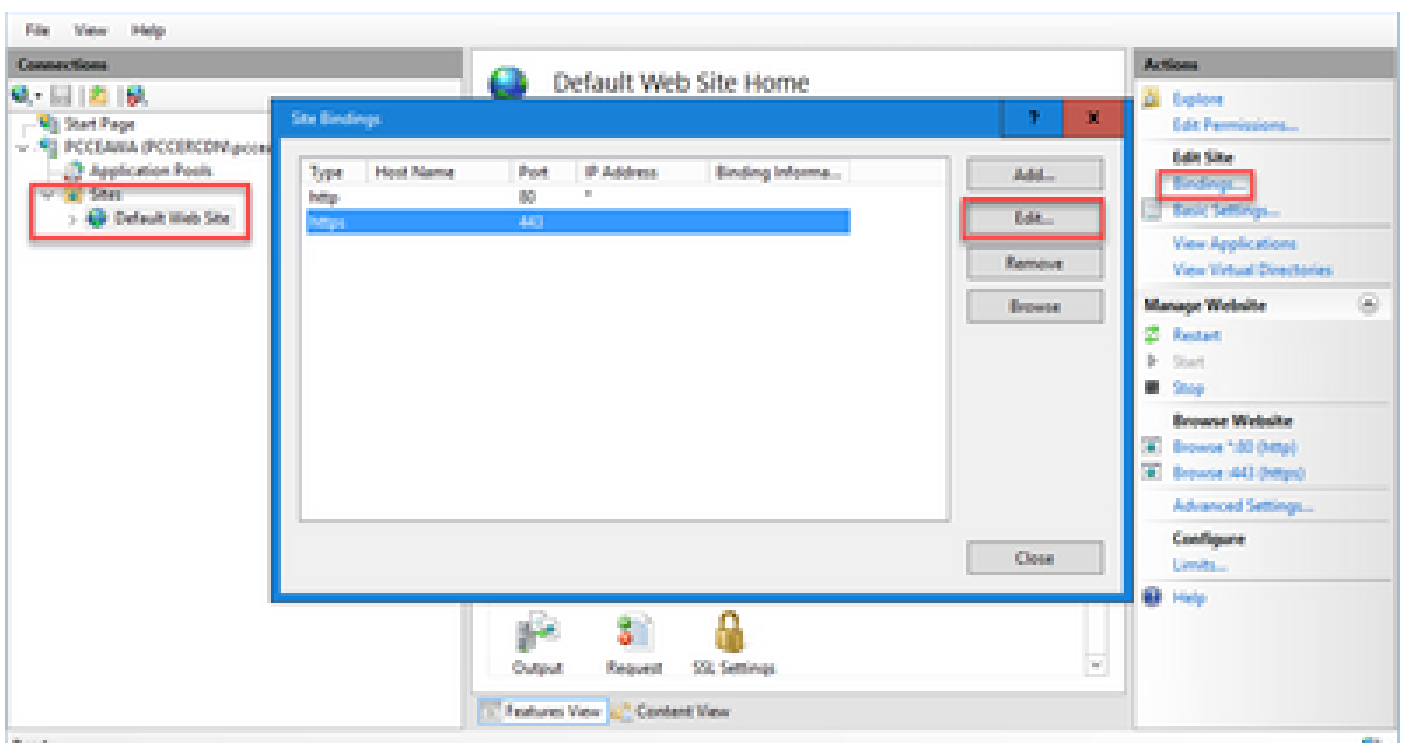 File View Help
Connections
Start Page
Application Pools
Sites
Default Web Site
Default Web Site Home
Site Bindings
? X
Type Host Name Port IP Address Binding Informa...
http 80 *
https 443
Add...
Edit...
Remove
Browse
Close
Output Request SSL Settings
Features View Content View
Actions
Explore
Edit Permissions...
Edit Site
Bindings...
Basic Settings...
View Applications
View Virtual Directories
Manage Website
Restart
Start
Stop
Browse Website
Browse *:80 (http)
Browse :443 (https)
Advanced Settings...
Configure
Limits...
Help